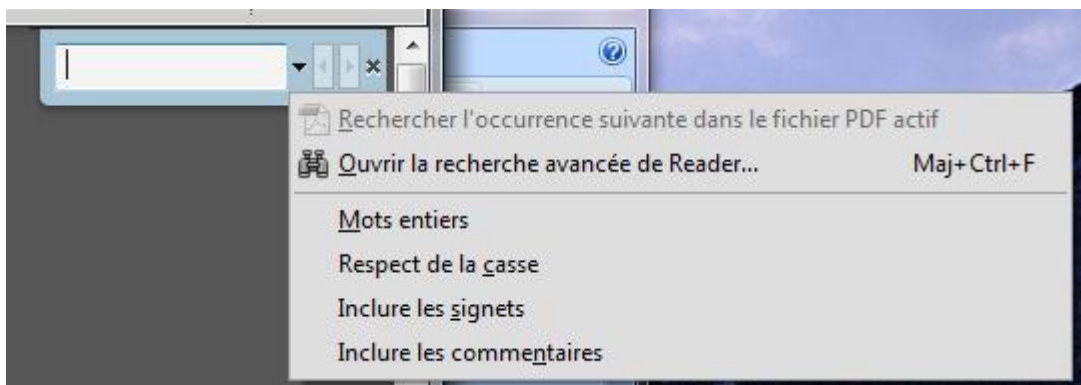 Rechercher l'occurrence suivante dans le fichier PDF actif
Ouvrir la recherche avancée de Reader... Maj+Ctrl+F
Mots entiers
Respect de la casse
Inclure les signets
Inclure les commentaires